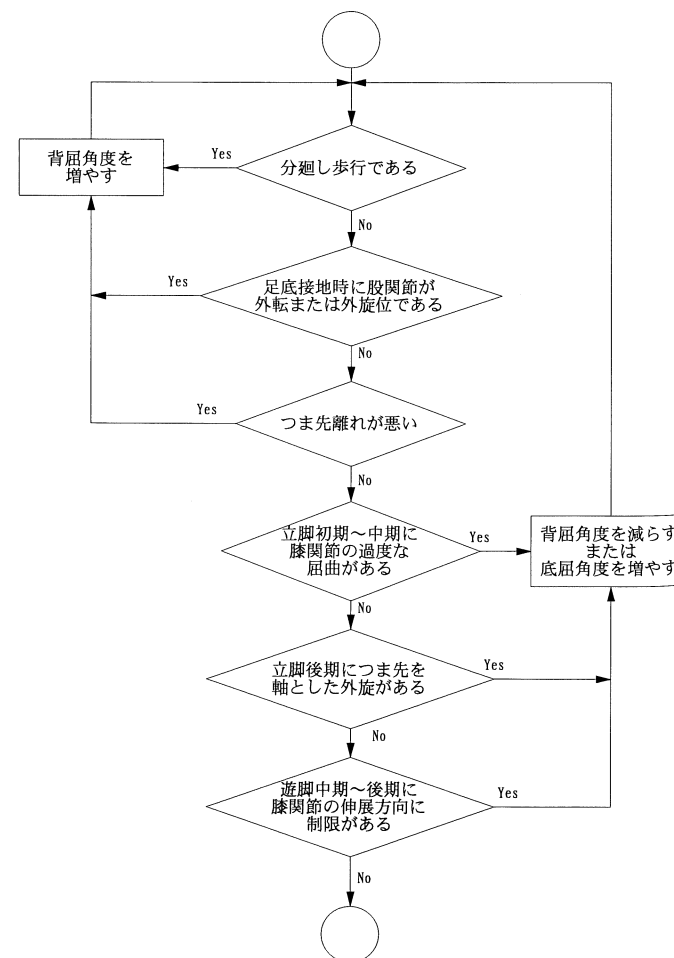 背屈角度を
増やす
Yes
分廻し歩行である
No
Yes
足底接地時に股関節が
外転または外旋位である
No
Yes
つま先離れが悪い
No
立脚初期～中期に
膝関節の過度な
屈曲がある
Yes
背屈角度を減らす
または
底屈角度を増やす
No
立脚後期につま先を
軸とした外旋がある
Yes
No
遊脚中期～後期に
膝関節の伸展方向に
制限がある
Yes
No